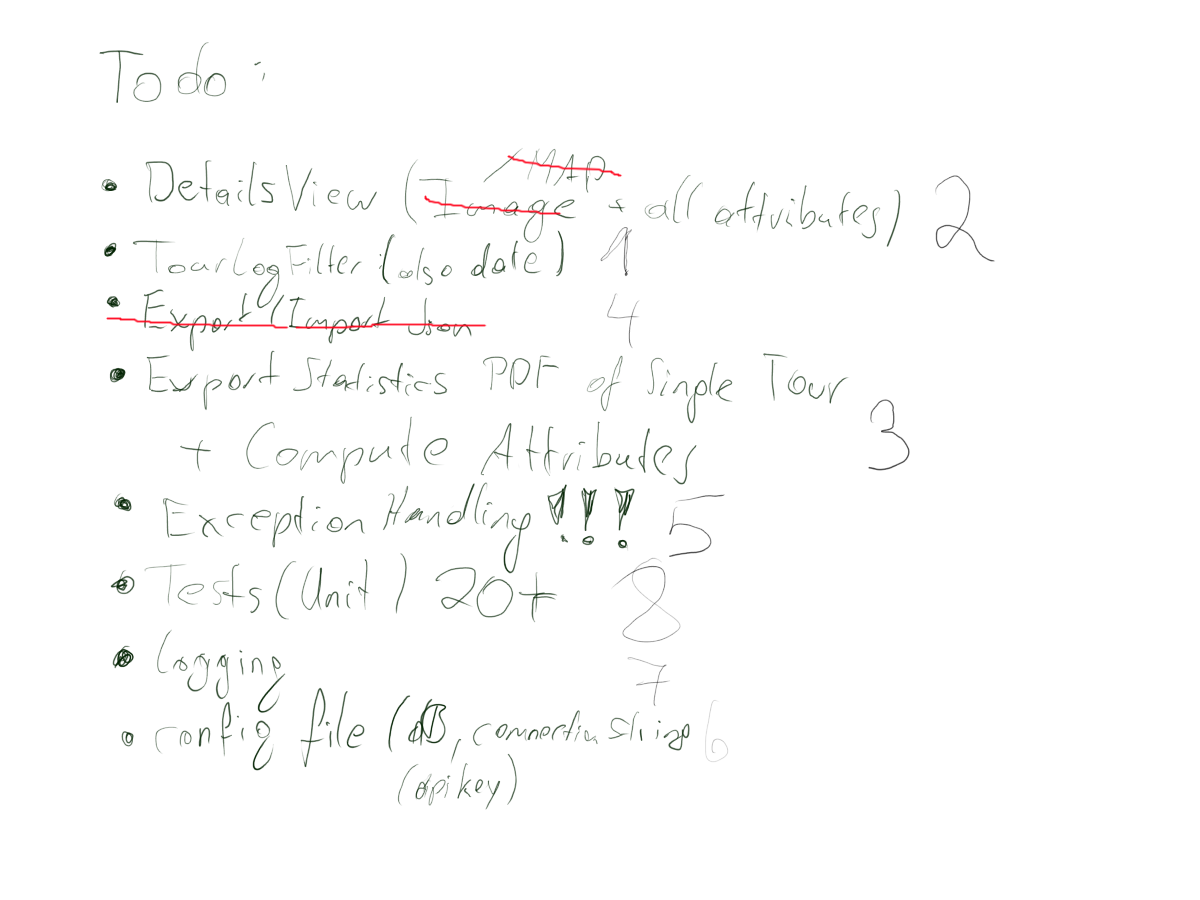 Todo :
/MAP
• DetailsView (Image + all attributes) 2
• TourLogFilter (also date) 1
• Export/Import Json 4
• Export Statistics PDF of Single Tour
+ Compute Attributes 3
• Exception Handling !!! 5
• Tests (Unit) 20+ 8
• Logging 7
• config file (dB, connection string 6
(apikey)